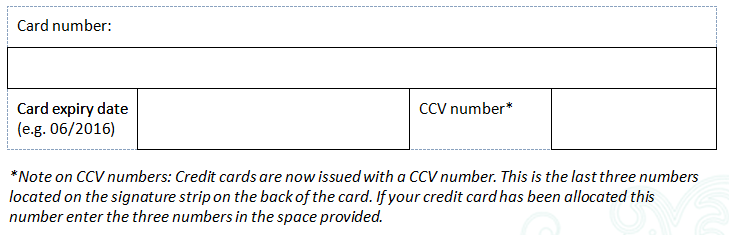 Card number:
Card expiry date
(e.g. 06/2016)
CCV number*
*Note on CCV numbers: Credit cards are now issued with a CCV number. This is the last three numbers
located on the signature strip on the back of the card. If your credit card has been allocated this
number enter the three numbers in the space provided.